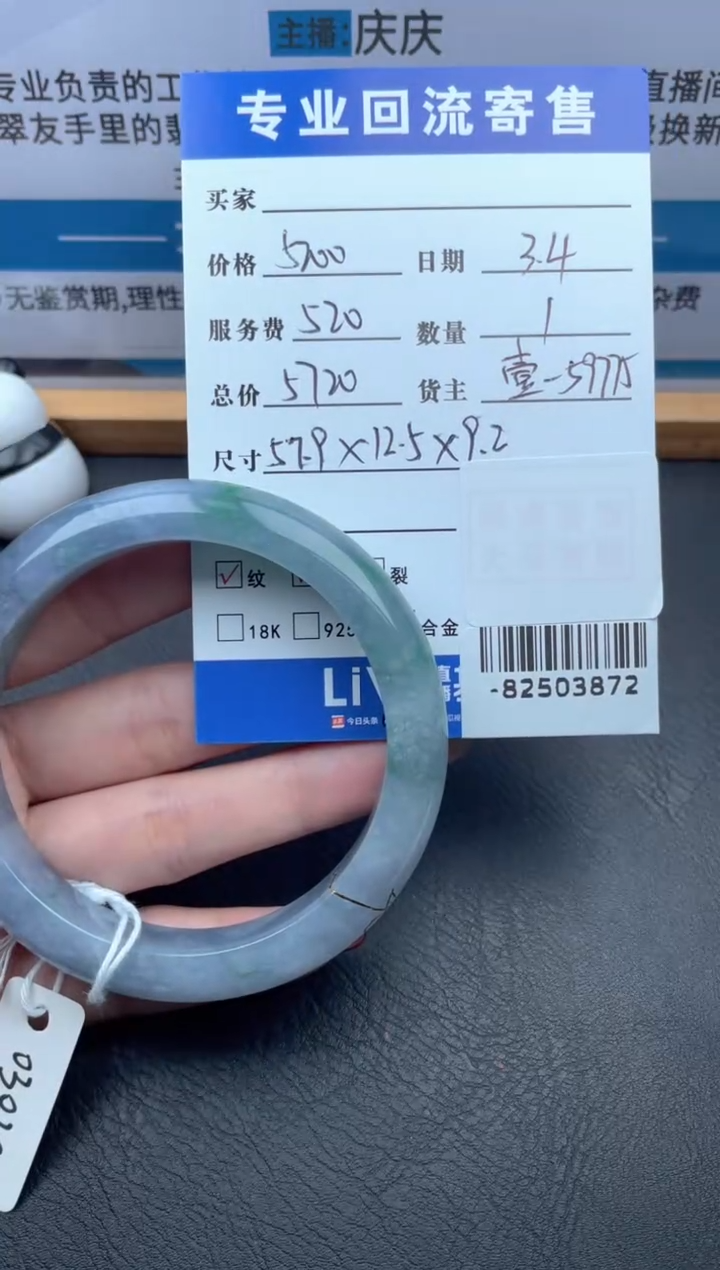 主播:庆庆
专业负责的工
直播间
翠友手里的翡
级换新
专业回流寄售
买家
价格 5200 日期 3.4
无鉴赏期,理性
杂费
服务费 520 数量 1
总价 5720 货主 壹-59775
尺寸 57.9×12.5×9.2
✓纹 裂
18K 925 合金
LiV
今日头条
-82503872
030